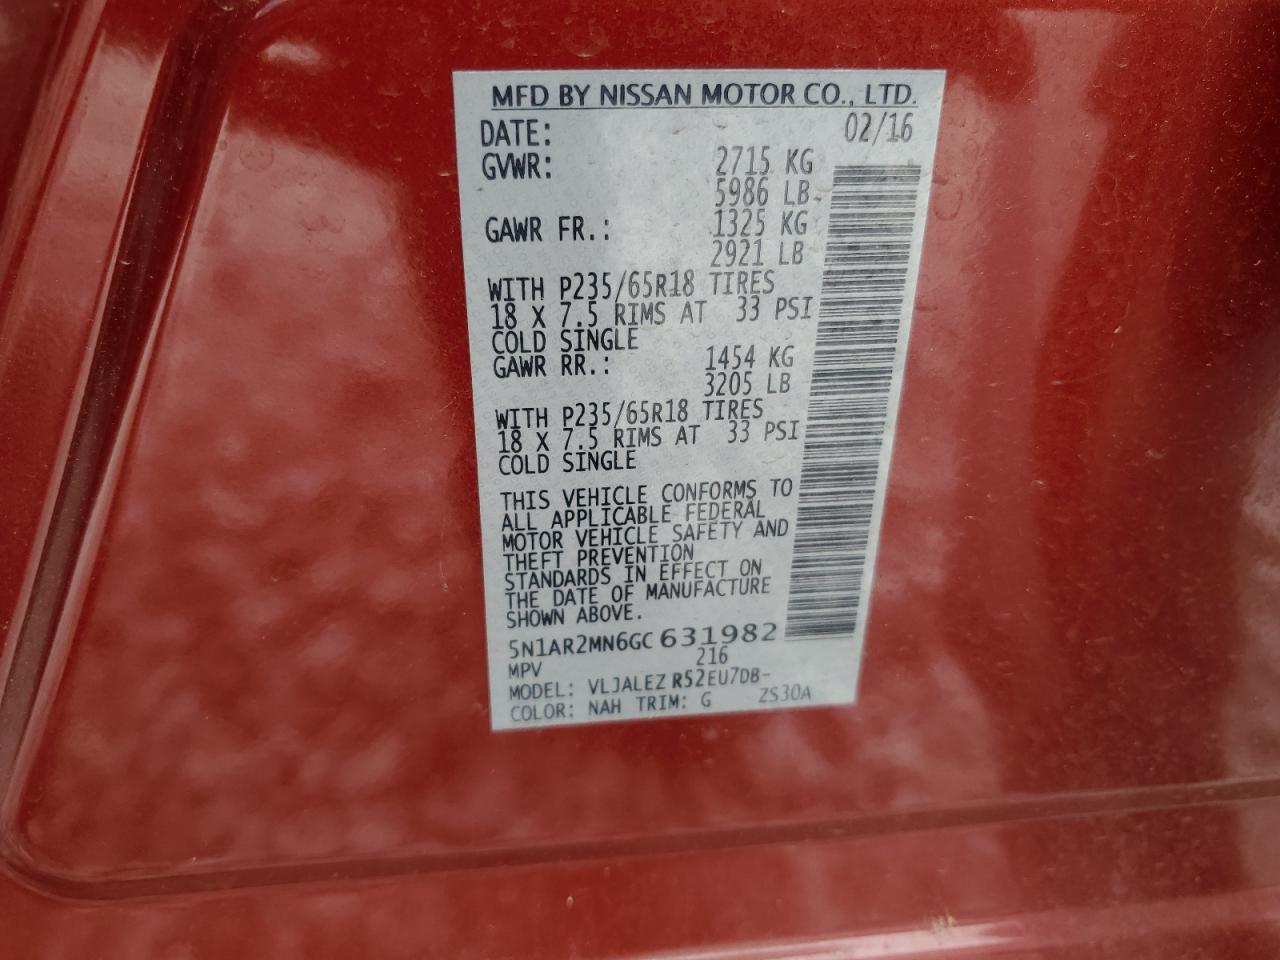 MFD BY NISSAN MOTOR CO., LTD.
DATE: 02/16
GVWR: 2715 KG
5986 LB
GAWR FR.: 1325 KG
2921 LB
WITH P235/65R18 TIRES
18 X 7.5 RIMS AT 33 PSI
COLD SINGLE
GAWR RR.: 1454 KG
3205 LB
WITH P235/65R18 TIRES
18 X 7.5 RIMS AT 33 PSI
COLD SINGLE
THIS VEHICLE CONFORMS TO
ALL APPLICABLE FEDERAL
MOTOR VEHICLE SAFETY AND
THEFT PREVENTION
STANDARDS IN EFFECT ON
THE DATE OF MANUFACTURE
SHOWN ABOVE.
5N1AR2MN6GC 631982
MPV 216
MODEL: VLJALEZ R52EU7DB-
COLOR: NAH TRIM: G ZS30A